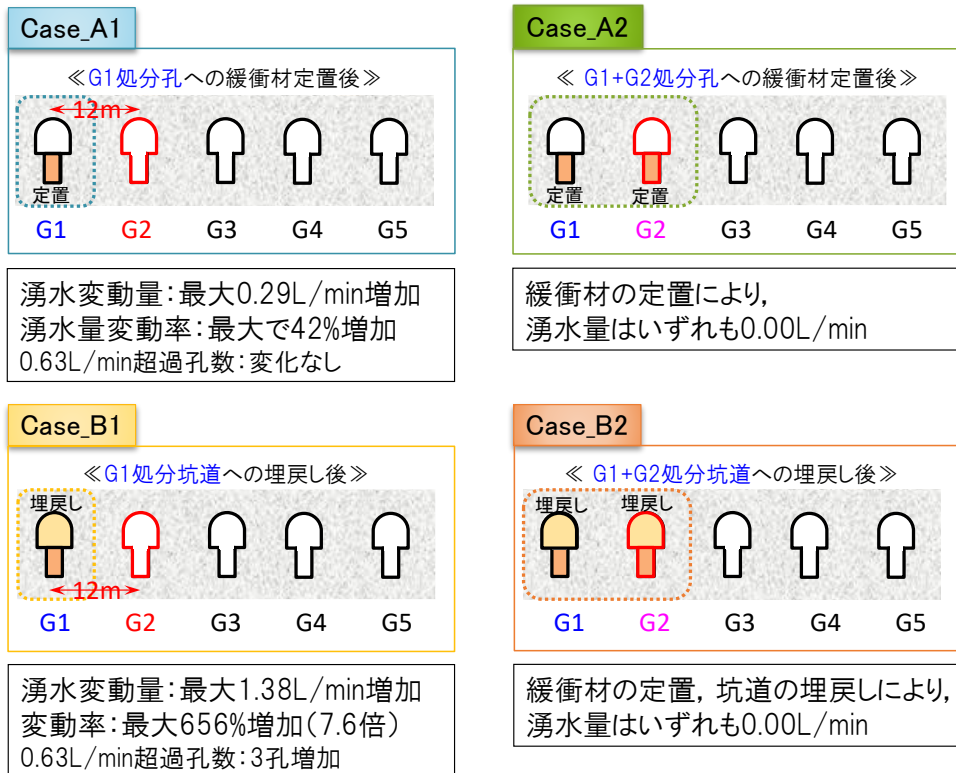 Case_A1
≪G1処分孔への緩衝材定置後≫
12m
定置
G1 G2 G3 G4 G5
湧水変動量：最大0.29L/min増加
湧水量変動率：最大で42%増加
0.63L/min超過孔数：変化なし
Case_A2
≪ G1+G2処分孔への緩衝材定置後≫
定置 定置
G1 G2 G3 G4 G5
緩衝材の定置により，
湧水量はいずれも0.00L/min
Case_B1
≪G1処分坑道への埋戻し後≫
埋戻し
12m
G1 G2 G3 G4 G5
湧水変動量：最大1.38L/min増加
変動率：最大656%増加（7.6倍）
0.63L/min超過孔数：3孔増加
Case_B2
≪ G1+G2処分坑道への埋戻し後≫
埋戻し 埋戻し
G1 G2 G3 G4 G5
緩衝材の定置，坑道の埋戻しにより，
湧水量はいずれも0.00L/min